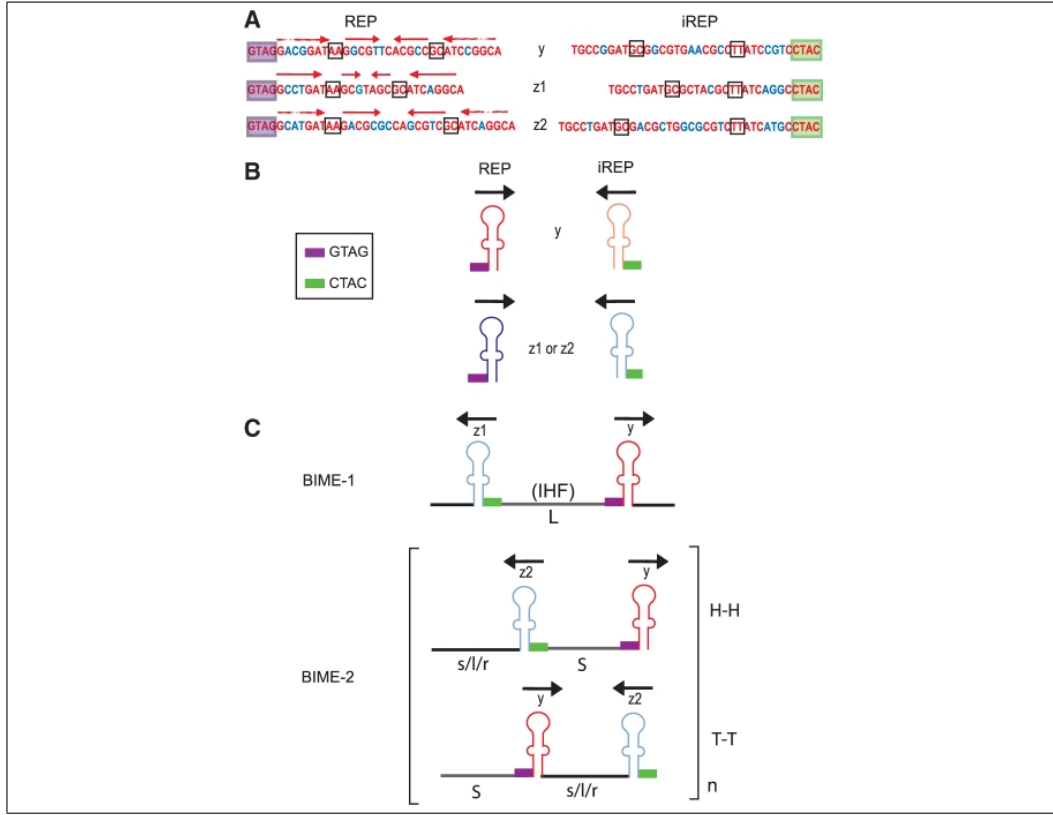 A
REP iREP
GTAGGACGGATAAGGCGTTCACGCCGCATCCGGCA y TGCCGGATGCGGCGTGAACGCCTTATCCGTCCTAC
GTAGGCCTGATAAGCGTAGCGCATCAGGCA z1 TGCCTGATGCGCTACGCTTATCAGGCCTAC
GTAGGCATGATAAGACGCGCCAGCGTCGCATCAGGCA z2 TGCCTGATGCGACGCTGGCGCGTCTTATCATGCCTAC
B
REP iREP
y
GTAG
CTAC
z1 or z2
C
z1 y
BIME-1
(IHF)
L
z2 y
H-H
s/l/r S
BIME-2
y z2
T-T
S s/l/r
n